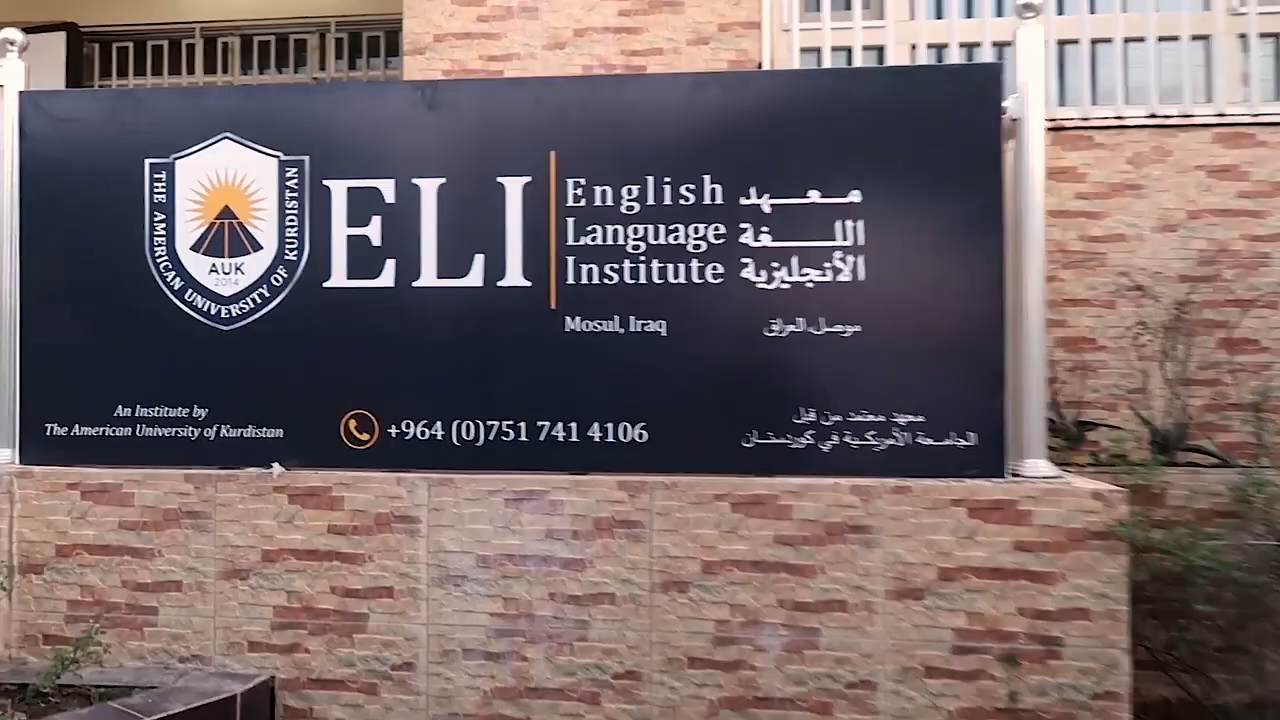 THE AMERICAN UNIVERSITY OF KURDISTAN
AUK
2014
ELI
English
Language
Institute
معهد
اللغة
الأنجليزية
Mosul, Iraq
موصل، العراق
An Institute by
The American University of Kurdistan
+964 (0)751 741 4106
معهد معتمد من قبل
الجامعة الأمريكية في كوردستان